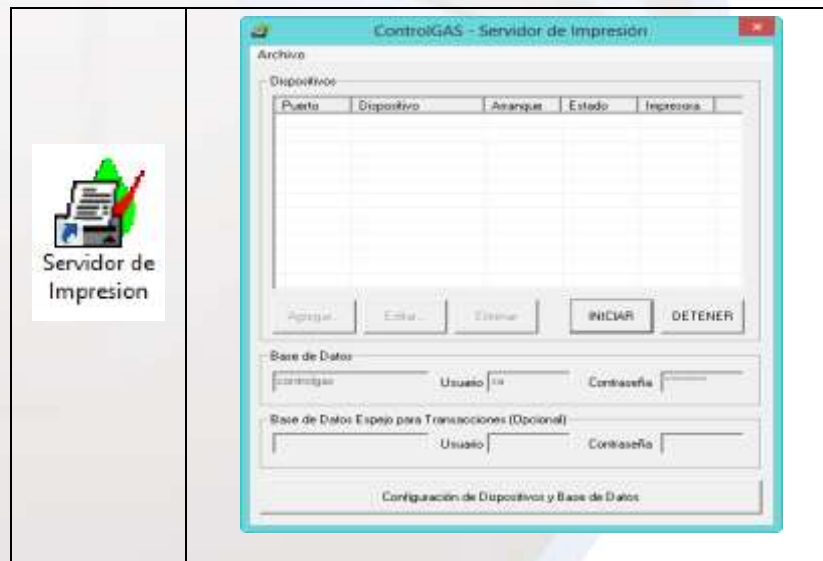 Servidor de
Impresion
ControlGAS - Servidor de Impresión
Archivo
Dispositivos
Puerto Dispositivo Arranque Estado Impresora
Agregar... Editar... Eliminar INICIAR DETENER
Base de Datos
controlgas Usuario Contraseña
Base de Datos Espejo para Transacciones (Opcional)
Usuario Contraseña
Configuración de Dispositivos y Base de Datos